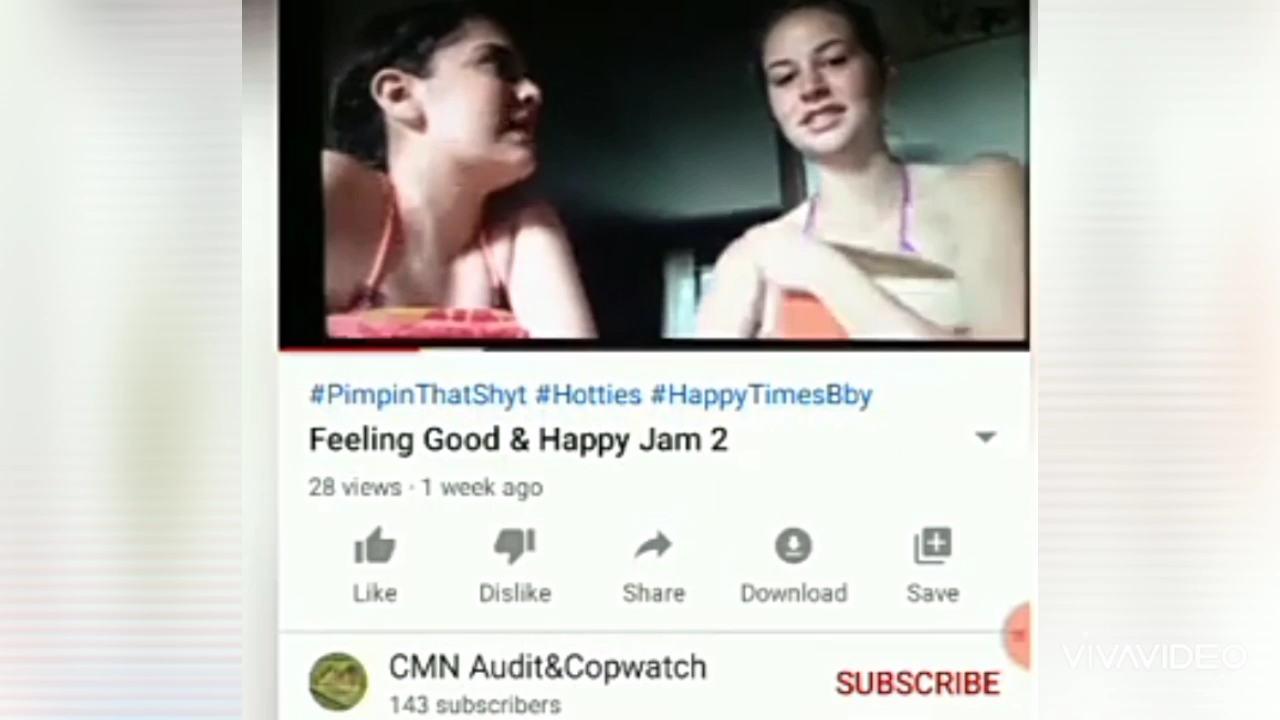 #PimpinThatShyt #Hotties #HappyTimesBby
Feeling Good & Happy Jam 2
28 views · 1 week ago
Like Dislike Share Download Save
CMN Audit&Copwatch
SUBSCRIBE
143 subscribers
VIVAVIDEO